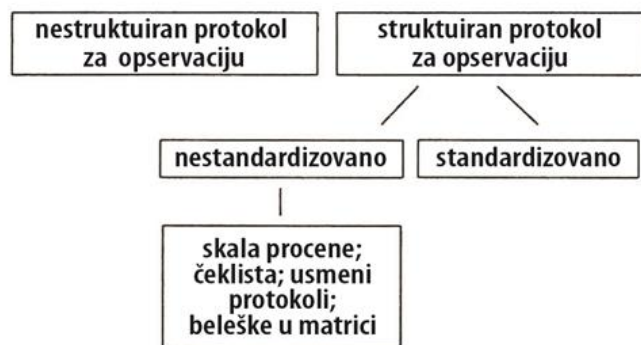 nestruktuiran protokol
za opservaciju
struktuiran protokol
za opservaciju
nestandardizovano
standardizovano
skala procene;
čeklista; usmeni
protokoli;
beleške u matrici